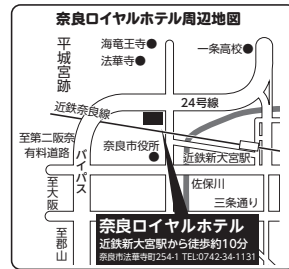 奈良ロイヤルホテル周辺地図
平城宮跡
海竜王寺
法華寺
一条高校
近鉄奈良線
24号線
至第二阪奈
有料道路
バイパス
奈良市役所
近鉄新大宮駅
至大阪
佐保川
三条通り
至郡山
奈良ロイヤルホテル
近鉄新大宮駅から徒歩約10分
奈良市法華寺町254-1 TEL:0742-34-1131